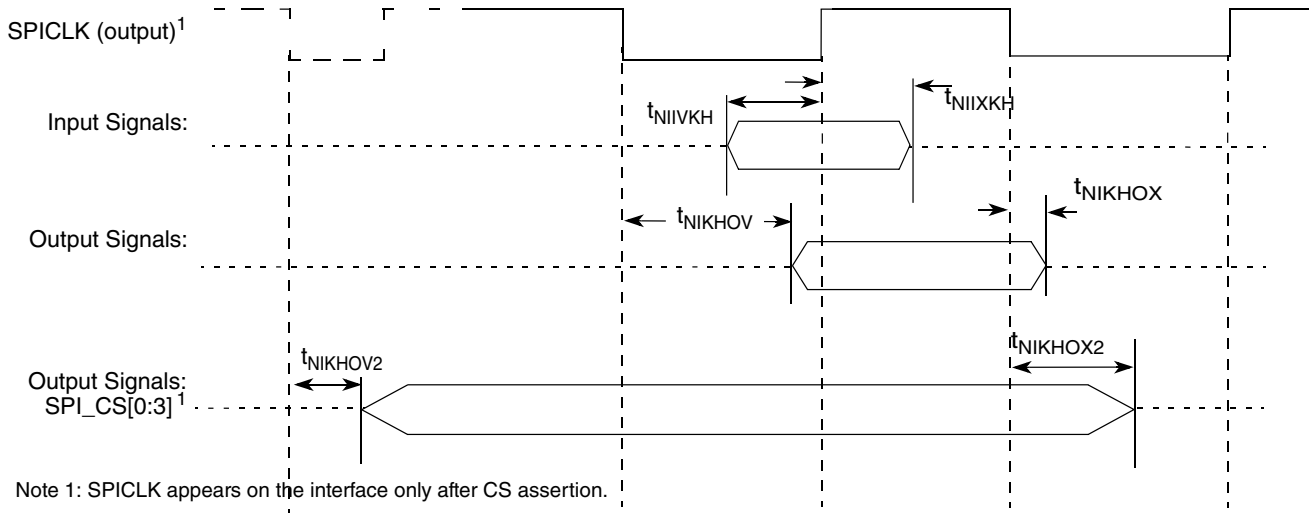 SPICLK (output)1
tNIIVKH
tNIIXKH
Input Signals:
tNIKHOX
tNIKHOV
Output Signals:
tNIKHOV2
tNIKHOX2
Output Signals:
SPI_CS[0:3]1
Note 1: SPICLK appears on the interface only after CS assertion.